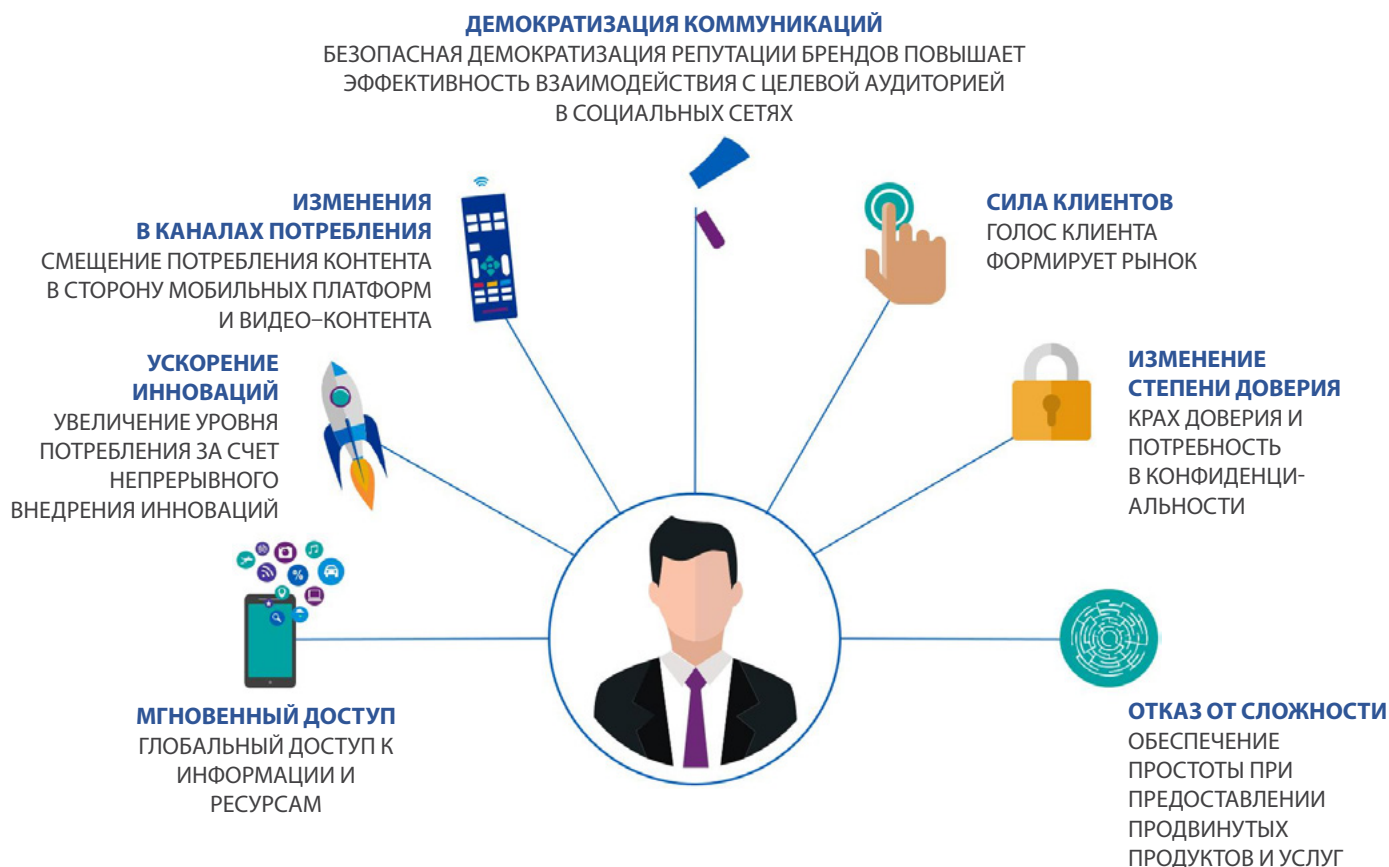 ДЕМОКРАТИЗАЦИЯ КОММУНИКАЦИЙ
БЕЗОПАСНАЯ ДЕМОКРАТИЗАЦИЯ РЕПУТАЦИИ БРЕНДОВ ПОВЫШАЕТ
ЭФФЕКТИВНОСТЬ ВЗАИМОДЕЙСТВИЯ С ЦЕЛЕВОЙ АУДИТОРИЕЙ
В СОЦИАЛЬНЫХ СЕТЯХ
ИЗМЕНЕНИЯ
В КАНАЛАХ ПОТРЕБЛЕНИЯ
СМЕЩЕНИЕ ПОТРЕБЛЕНИЯ КОНТЕНТА
В СТОРОНУ МОБИЛЬНЫХ ПЛАТФОРМ
И ВИДЕО–КОНТЕНТА
СИЛА КЛИЕНТОВ
ГОЛОС КЛИЕНТА
ФОРМИРУЕТ РЫНОК
УСКОРЕНИЕ
ИННОВАЦИЙ
УВЕЛИЧЕНИЕ УРОВНЯ
ПОТРЕБЛЕНИЯ ЗА СЧЕТ
НЕПРЕРЫВНОГО
ВНЕДРЕНИЯ ИННОВАЦИЙ
ИЗМЕНЕНИЕ
СТЕПЕНИ ДОВЕРИЯ
КРАХ ДОВЕРИЯ И
ПОТРЕБНОСТЬ
В КОНФИДЕНЦИ-
АЛЬНОСТИ
%
МГНОВЕННЫЙ ДОСТУП
ГЛОБАЛЬНЫЙ ДОСТУП К
ИНФОРМАЦИИ И
РЕСУРСАМ
ОТКАЗ ОТ СЛОЖНОСТИ
ОБЕСПЕЧЕНИЕ
ПРОСТОТЫ ПРИ
ПРЕДОСТАВЛЕНИИ
ПРОДВИНУТЫХ
ПРОДУКТОВ И УСЛУГ